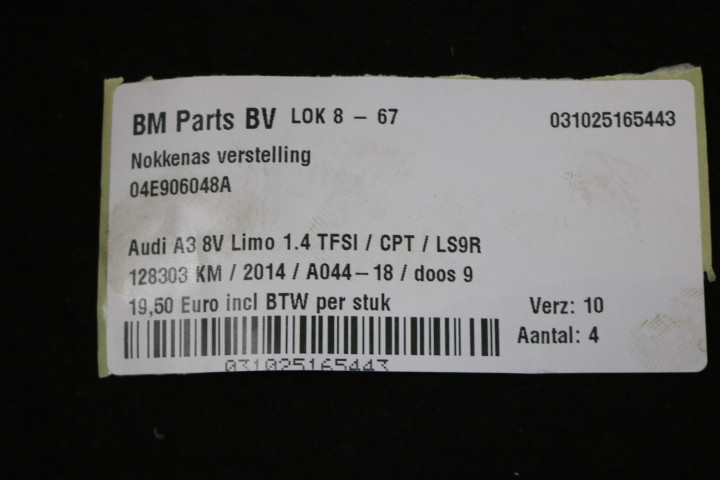 BM Parts BV LOK 8 - 67 031025165443
Nokkenas verstelling
04E906048A
Audi A3 8V Limo 1.4 TFSI / CPT / LS9R
128303 KM / 2014 / A044-18 / doos 9
19,50 Euro incl BTW per stuk Verz: 10
Aantal: 4
031025165443